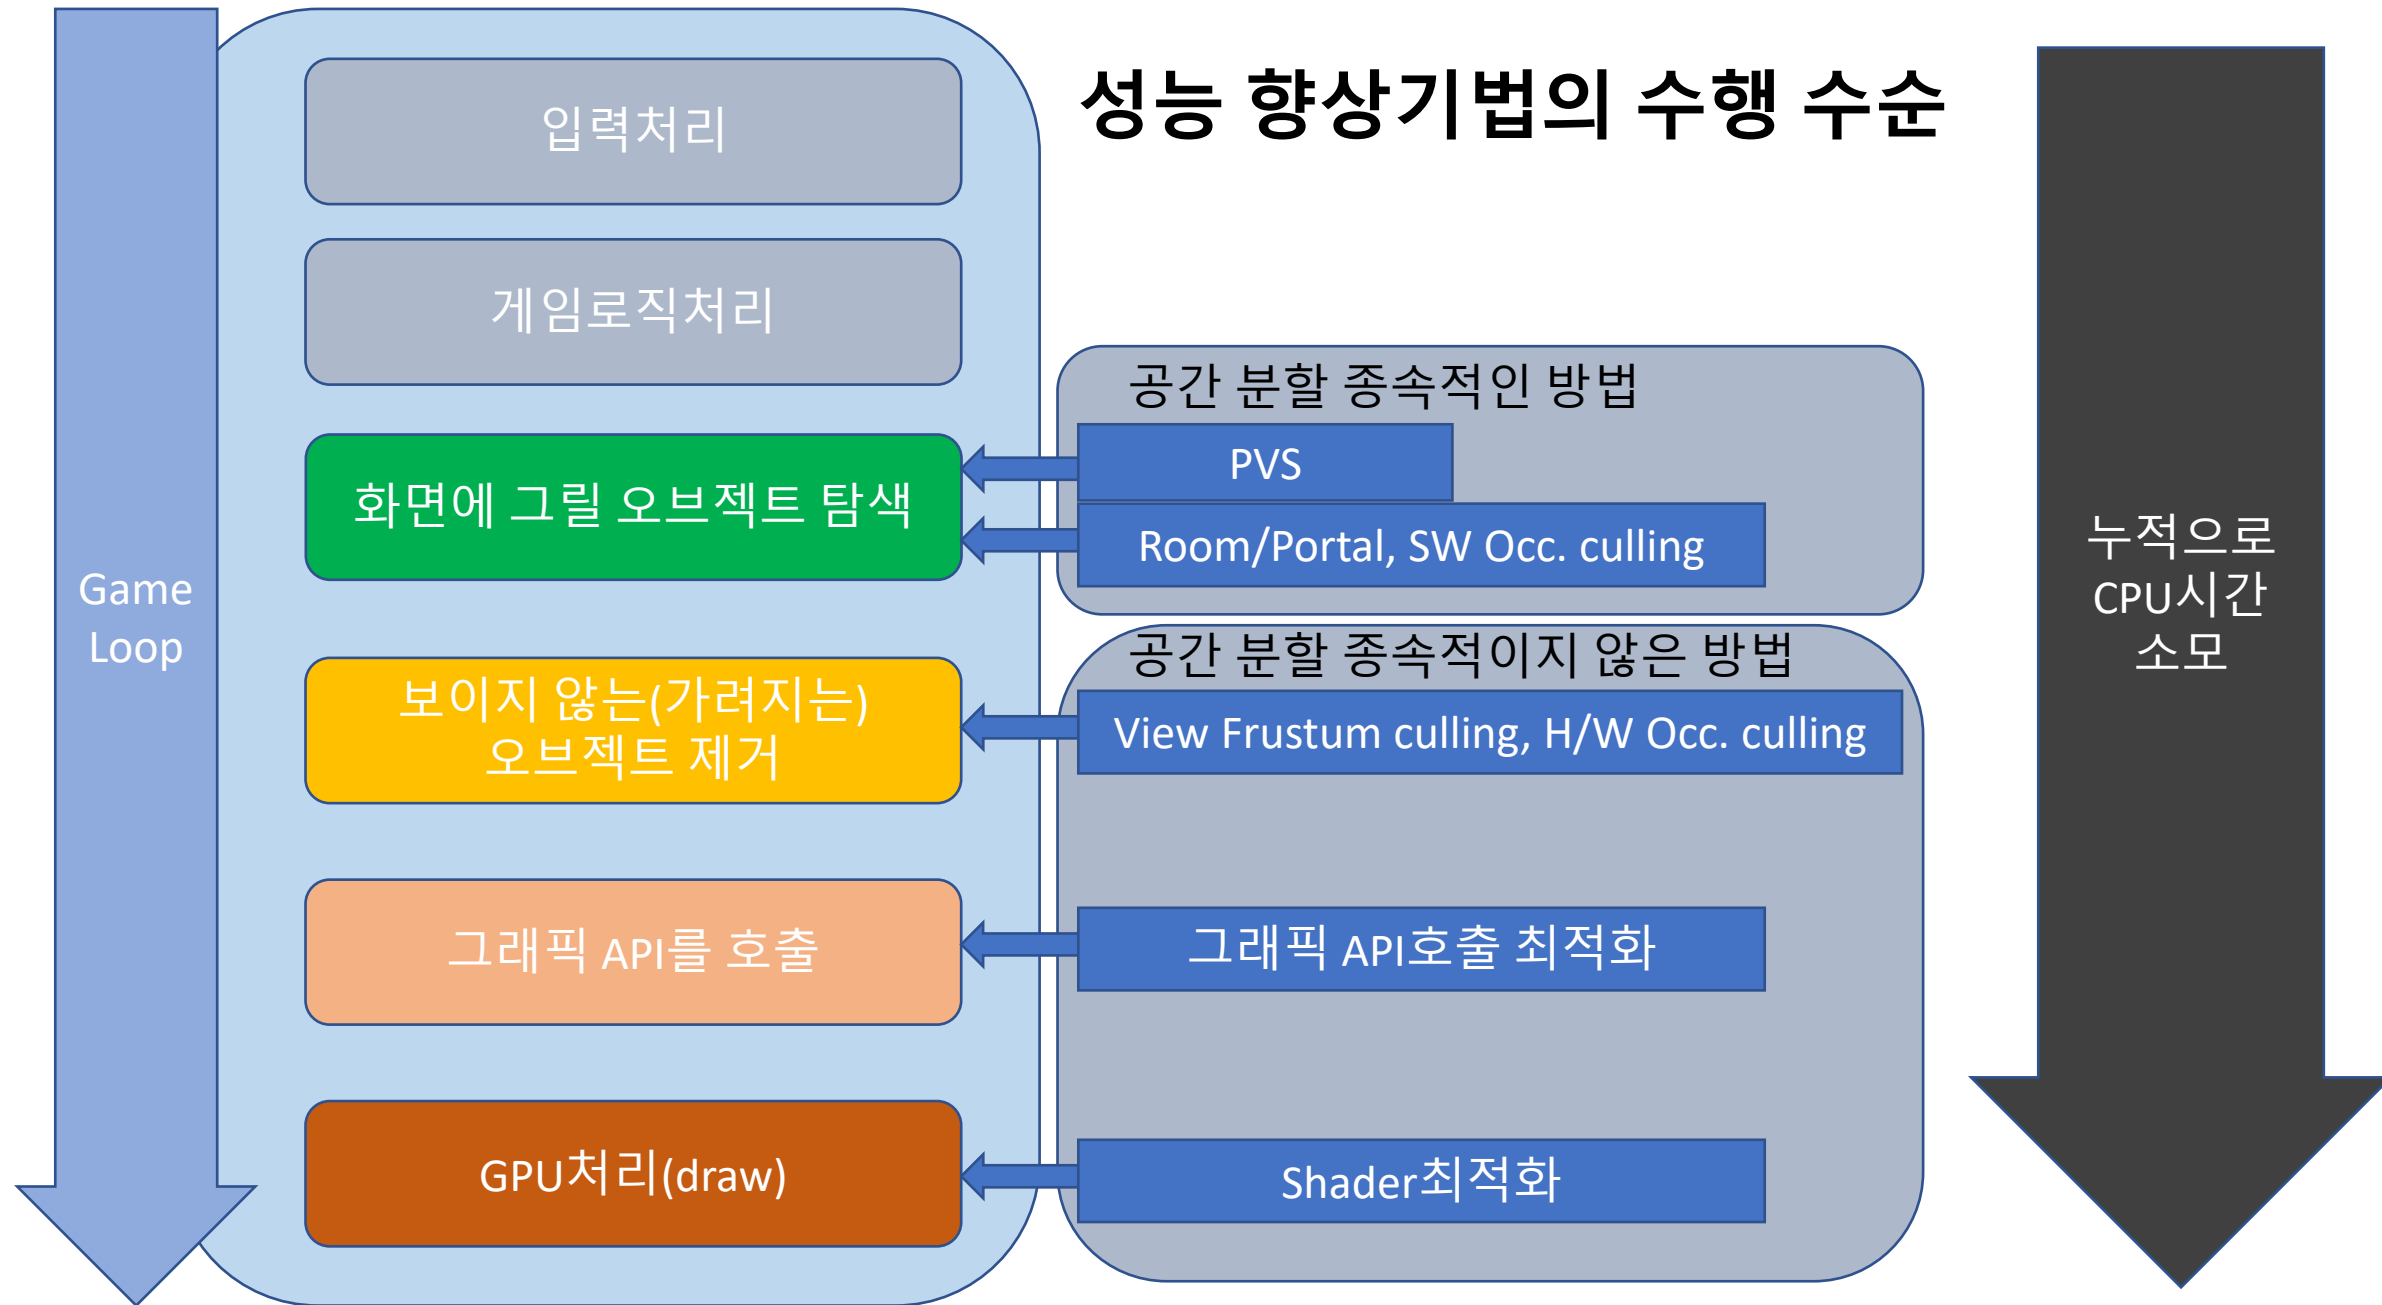 성능 향상기법의 수행 수순
Game
Loop
입력처리
게임로직처리
화면에 그릴 오브젝트 탐색
보이지 않는(가려지는)
오브젝트 제거
그래픽 API를 호출
GPU처리(draw)
공간 분할 종속적인 방법
PVS
Room/Portal, SW Occ. culling
공간 분할 종속적이지 않은 방법
View Frustum culling, H/W Occ. culling
그래픽 API호출 최적화
Shader최적화
누적으로
CPU시간
소모